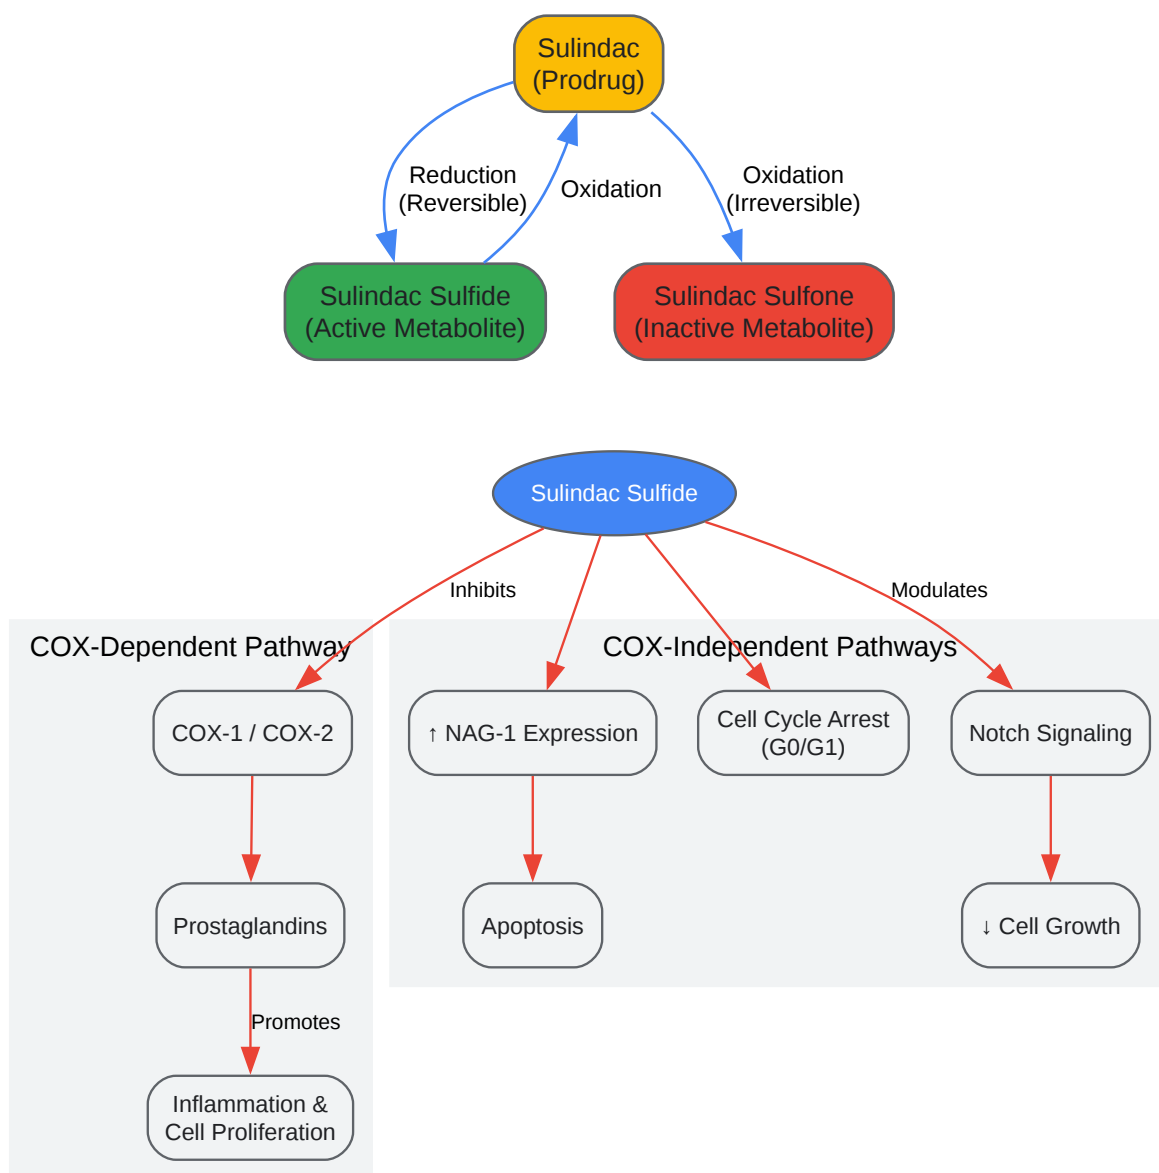 Sulindac
(Prodrug)
Reduction
(Reversible)
Oxidation
Oxidation
(Irreversible)
Sulindac Sulfide
(Active Metabolite)
Sulindac Sulfone
(Inactive Metabolite)
Sulindac Sulfide
Inhibits
Modulates
COX-Dependent Pathway
COX-Independent Pathways
COX-1 / COX-2
↑ NAG-1 Expression
Cell Cycle Arrest
(G0/G1)
Notch Signaling
Prostaglandins
Apoptosis
↓ Cell Growth
Promotes
Inflammation &
Cell Proliferation